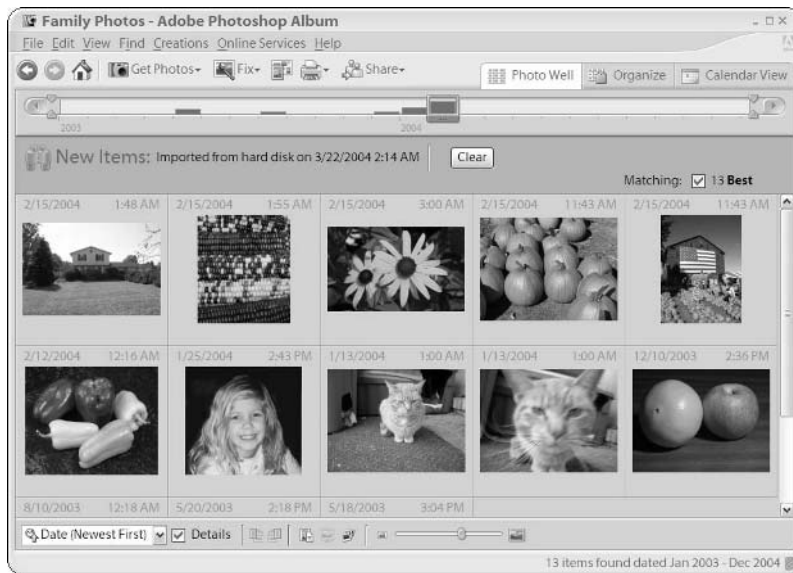 Family Photos - Adobe Photoshop Album
File Edit View Find Creations Online Services Help
Get Photos Fix Share Photo Well Organize Calendar View
2003 2004
New Items: Imported from hard disk on 3/22/2004 2:14 AM Clear
Matching: 13 Best
2/15/2004 1:48 AM 2/15/2004 1:55 AM 2/15/2004 3:00 AM 2/15/2004 11:43 AM 2/15/2004 11:43 AM
2/12/2004 12:16 AM 1/25/2004 2:43 PM 1/13/2004 1:00 AM 1/13/2004 1:00 AM 12/10/2003 2:36 PM
8/10/2003 12:18 AM 5/20/2003 2:18 PM 5/18/2003 3:04 PM
Date (Newest First) Details
13 items found dated Jan 2003 - Dec 2004